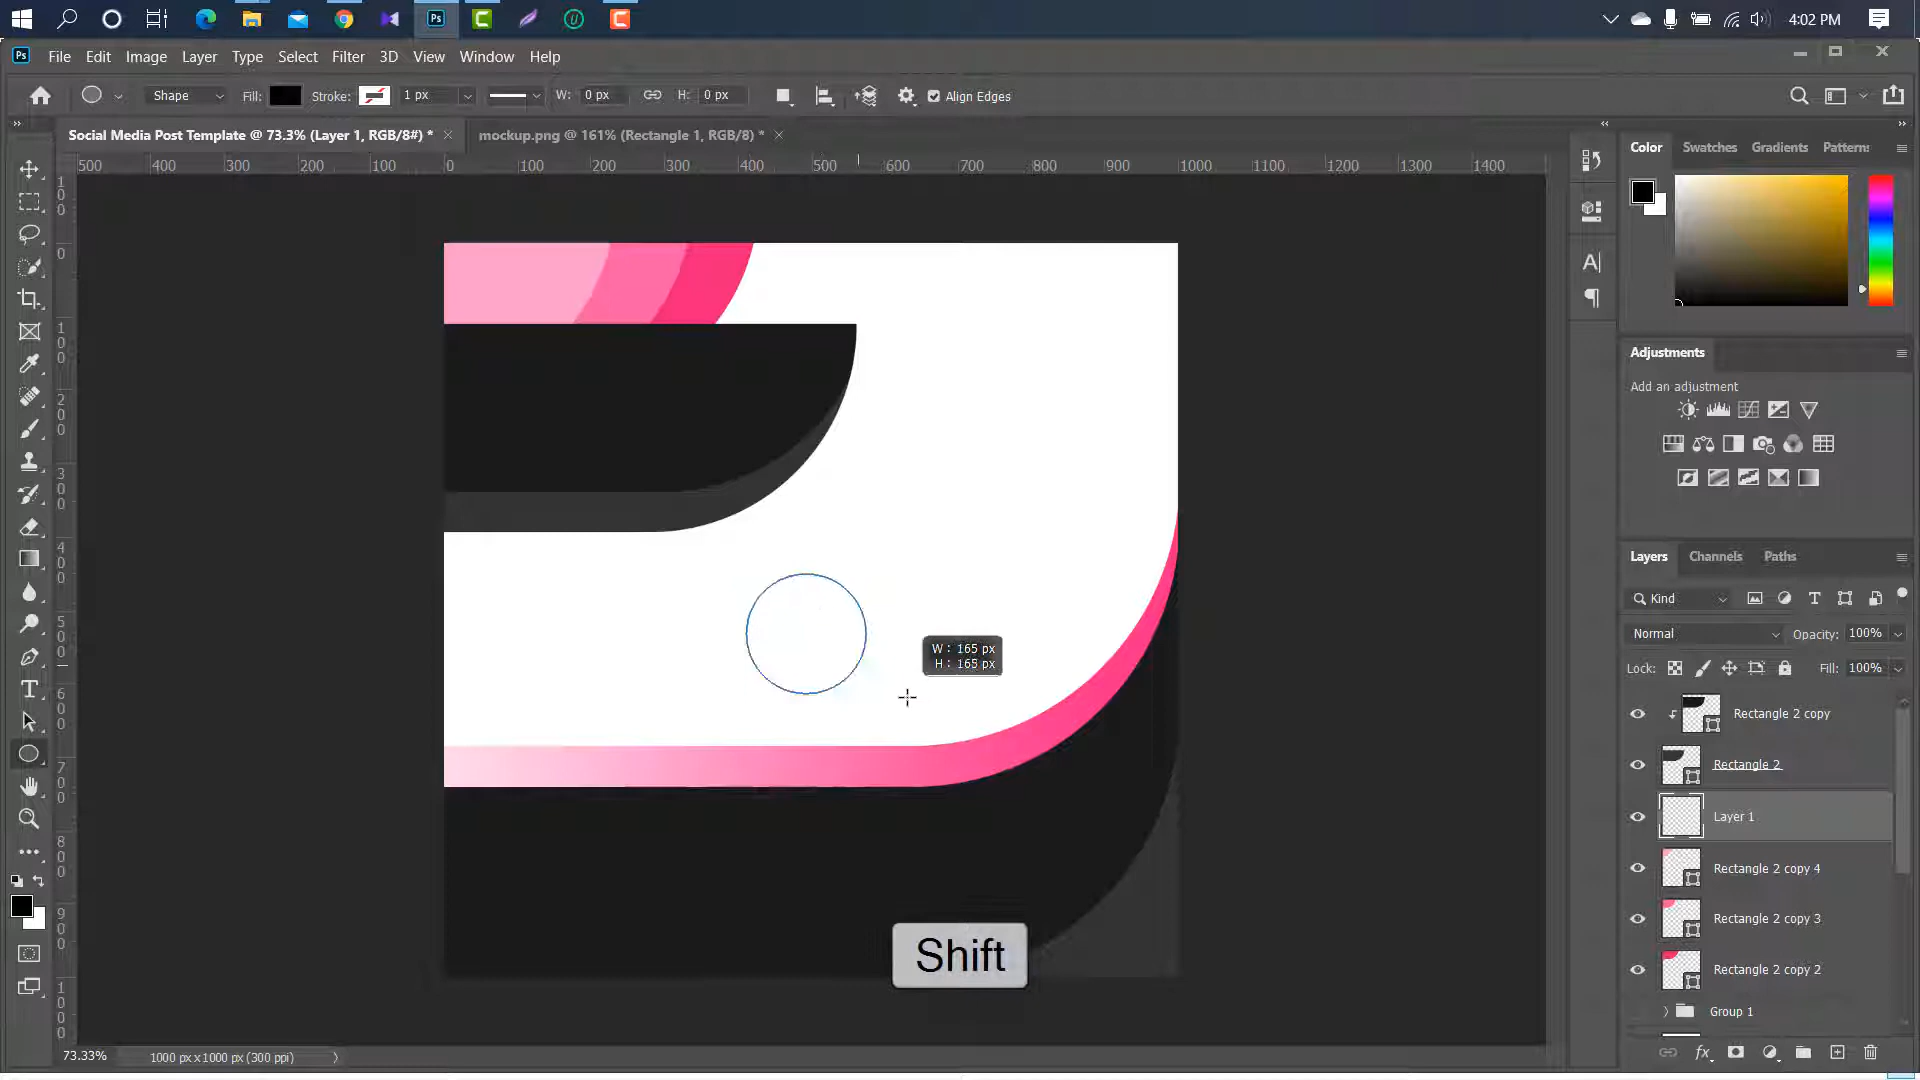 4:02 PM
Ps File Edit Image Layer Type Select Filter 3D View Window Help
Shape Fill: Stroke: 1 px W: 0 px H: 0 px Align Edges
Social Media Post Template @ 73.3% (Layer 1, RGB/8#) * mockup.png @ 161% (Rectangle 1, RGB/8) *
500 400 300 200 100 0 100 200 300 400 500 600 700 800 900 1000 1100 1200 1300 1400
100
0
100
200
300
400
500
600
700
800
900
1000
W: 165 px
H: 165 px
Shift
73.33% 1000 px x 1000 px (300 ppi)
Color Swatches Gradients Patterns
Adjustments
Add an adjustment
Layers Channels Paths
Kind
Normal Opacity: 100%
Lock: Fill: 100%
Rectangle 2 copy
Rectangle 2
Layer 1
Rectangle 2 copy 4
Rectangle 2 copy 3
Rectangle 2 copy 2
Group 1
fx